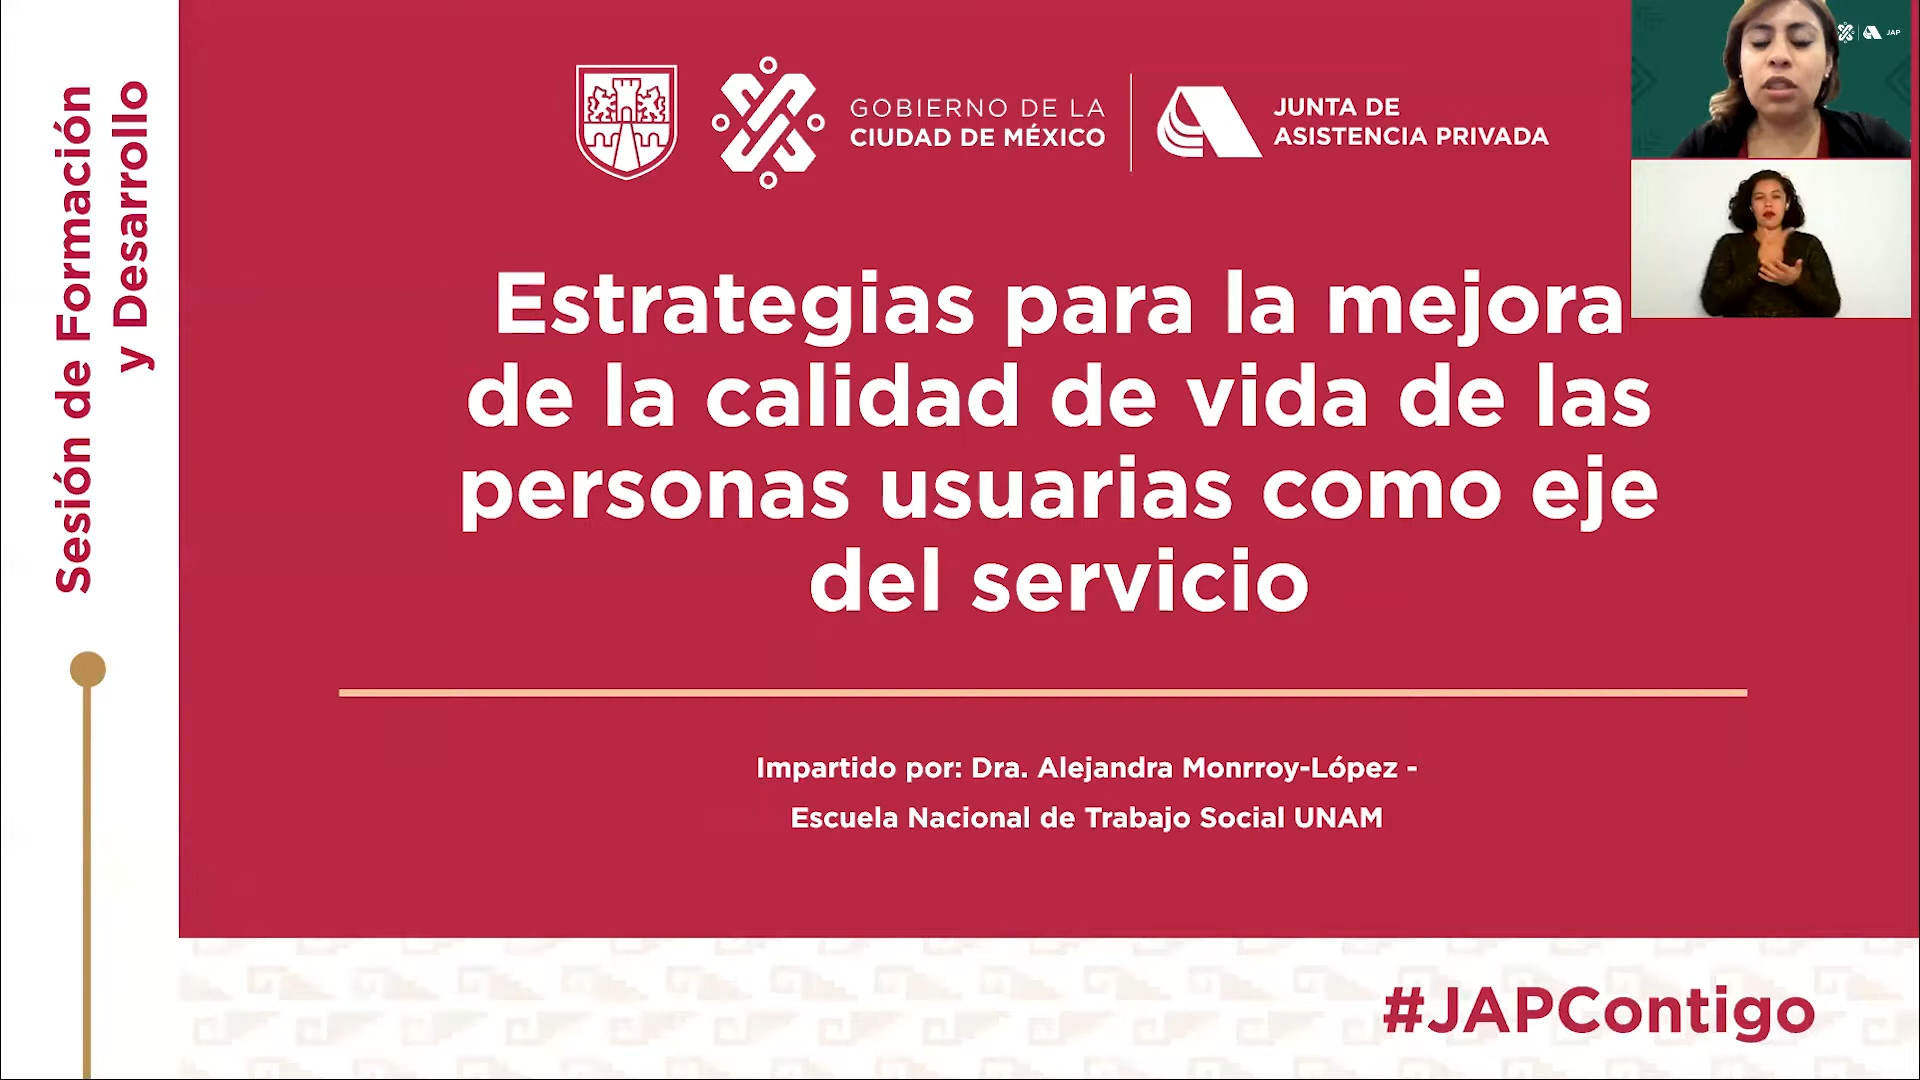 Sesión de Formación
y Desarrollo
GOBIERNO DE LA
CIUDAD DE MÉXICO
JUNTA DE
ASISTENCIA PRIVADA
JAP
Estrategias para la mejora
de la calidad de vida de las
personas usuarias como eje
del servicio
Impartido por: Dra. Alejandra Monrroy-López -
Escuela Nacional de Trabajo Social UNAM
#JAPContigo